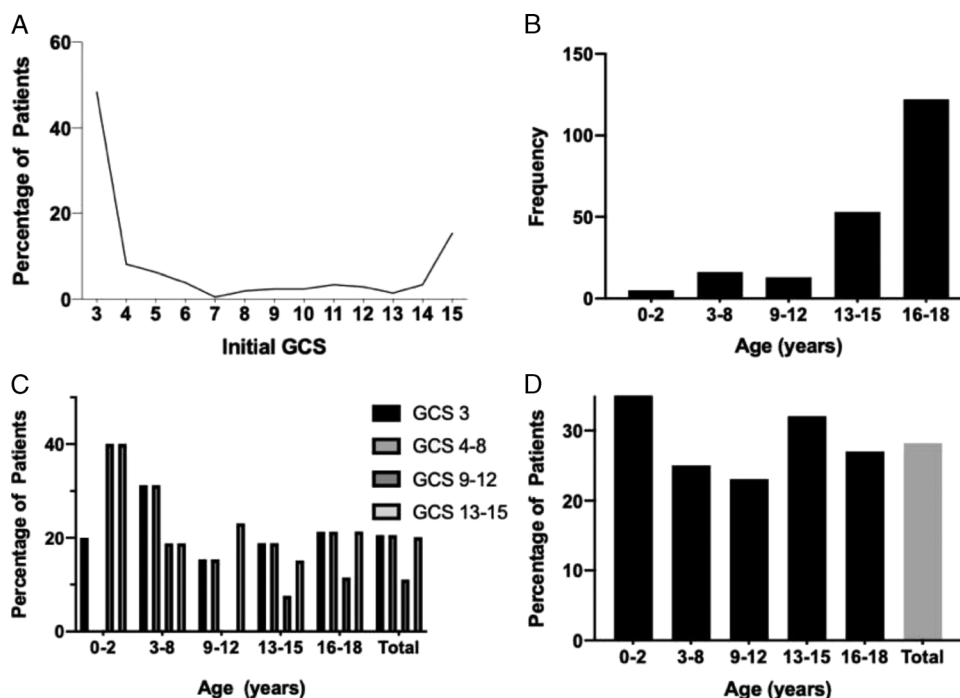 A
60
40
20
0
Percentage of Patients
3 4 5 6 7 8 9 10 11 12 13 14 15
Initial GCS
B
150
100
50
0
Frequency
0-2 3-8 9-12 13-15 16-18
Age (years)
C
40
20
0
Percentage of Patients
GCS 3
GCS 4-8
GCS 9-12
GCS 13-15
0-2 3-8 9-12 13-15 16-18 Total
Age (years)
D
30
20
10
0
Percentage of Patients
0-2 3-8 9-12 13-15 16-18 Total
Age (years)